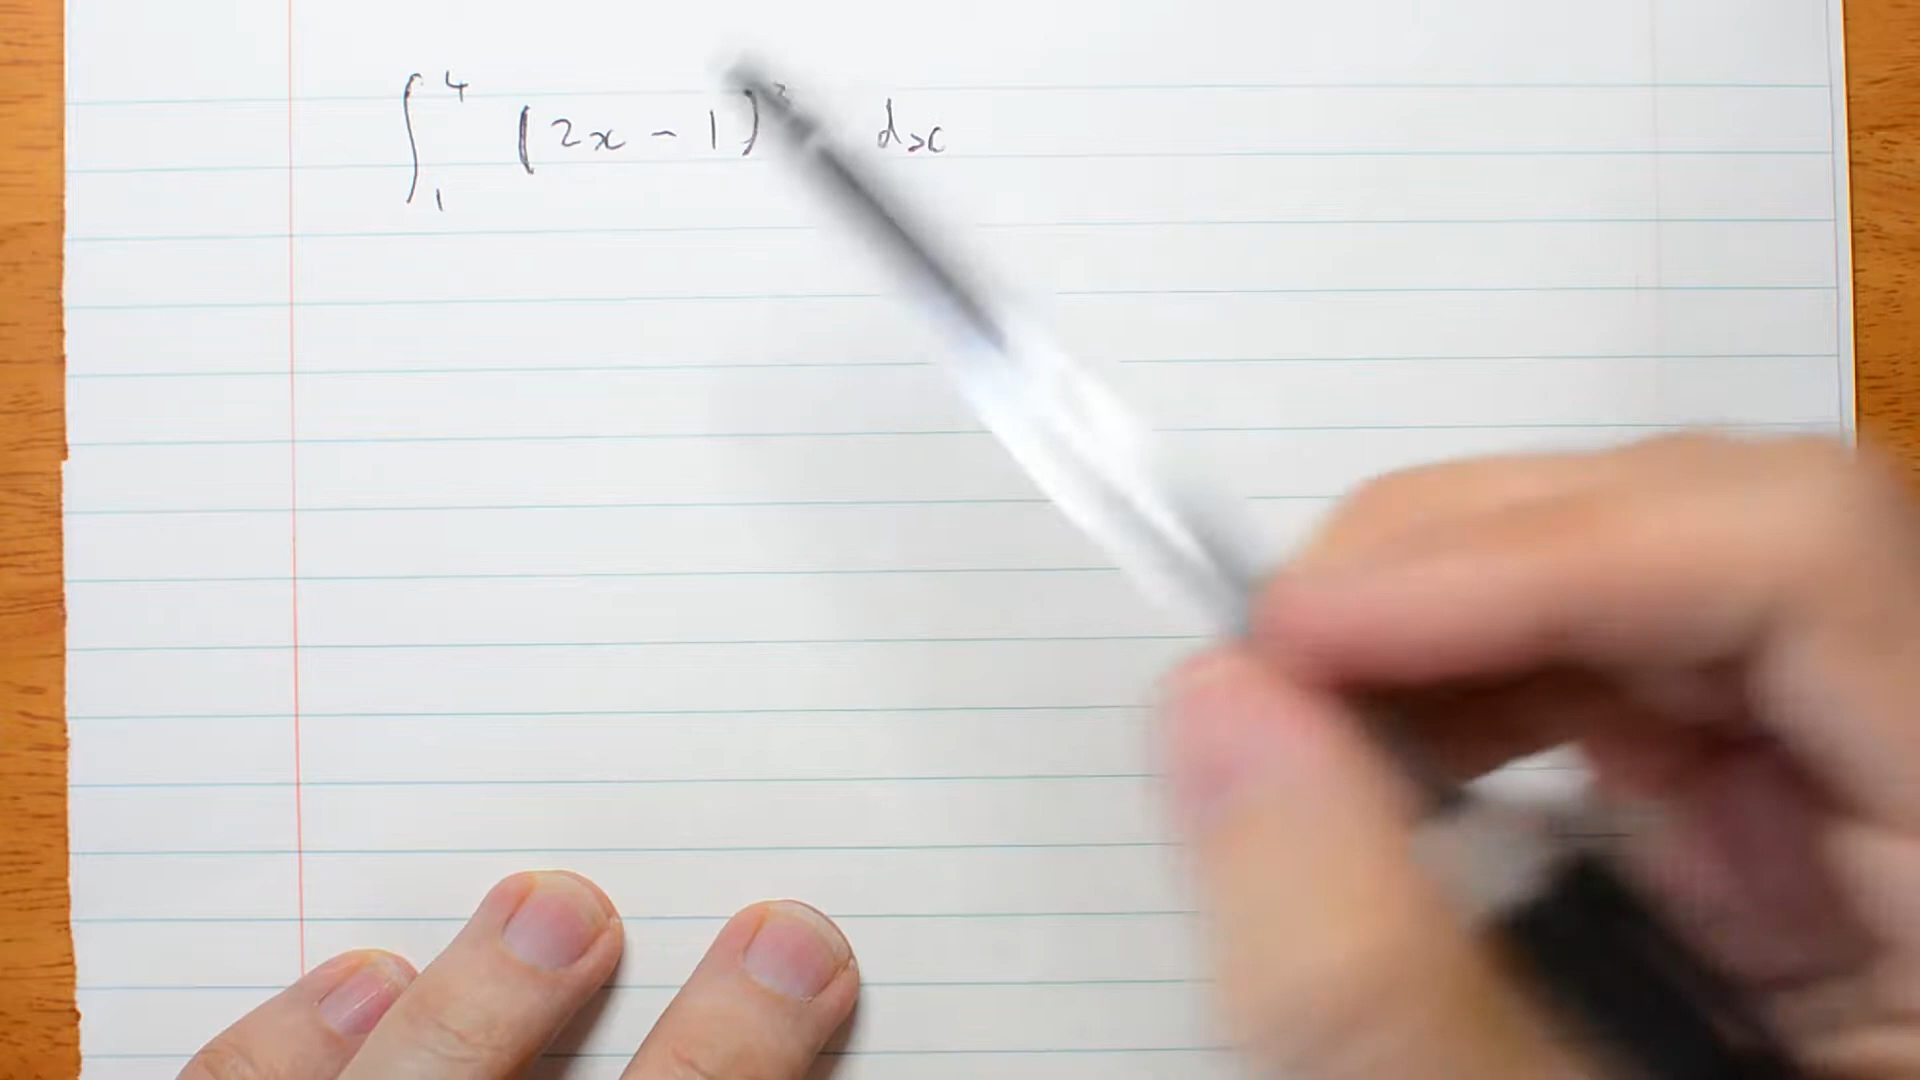 ∫₁⁴ (2x − 1) dx